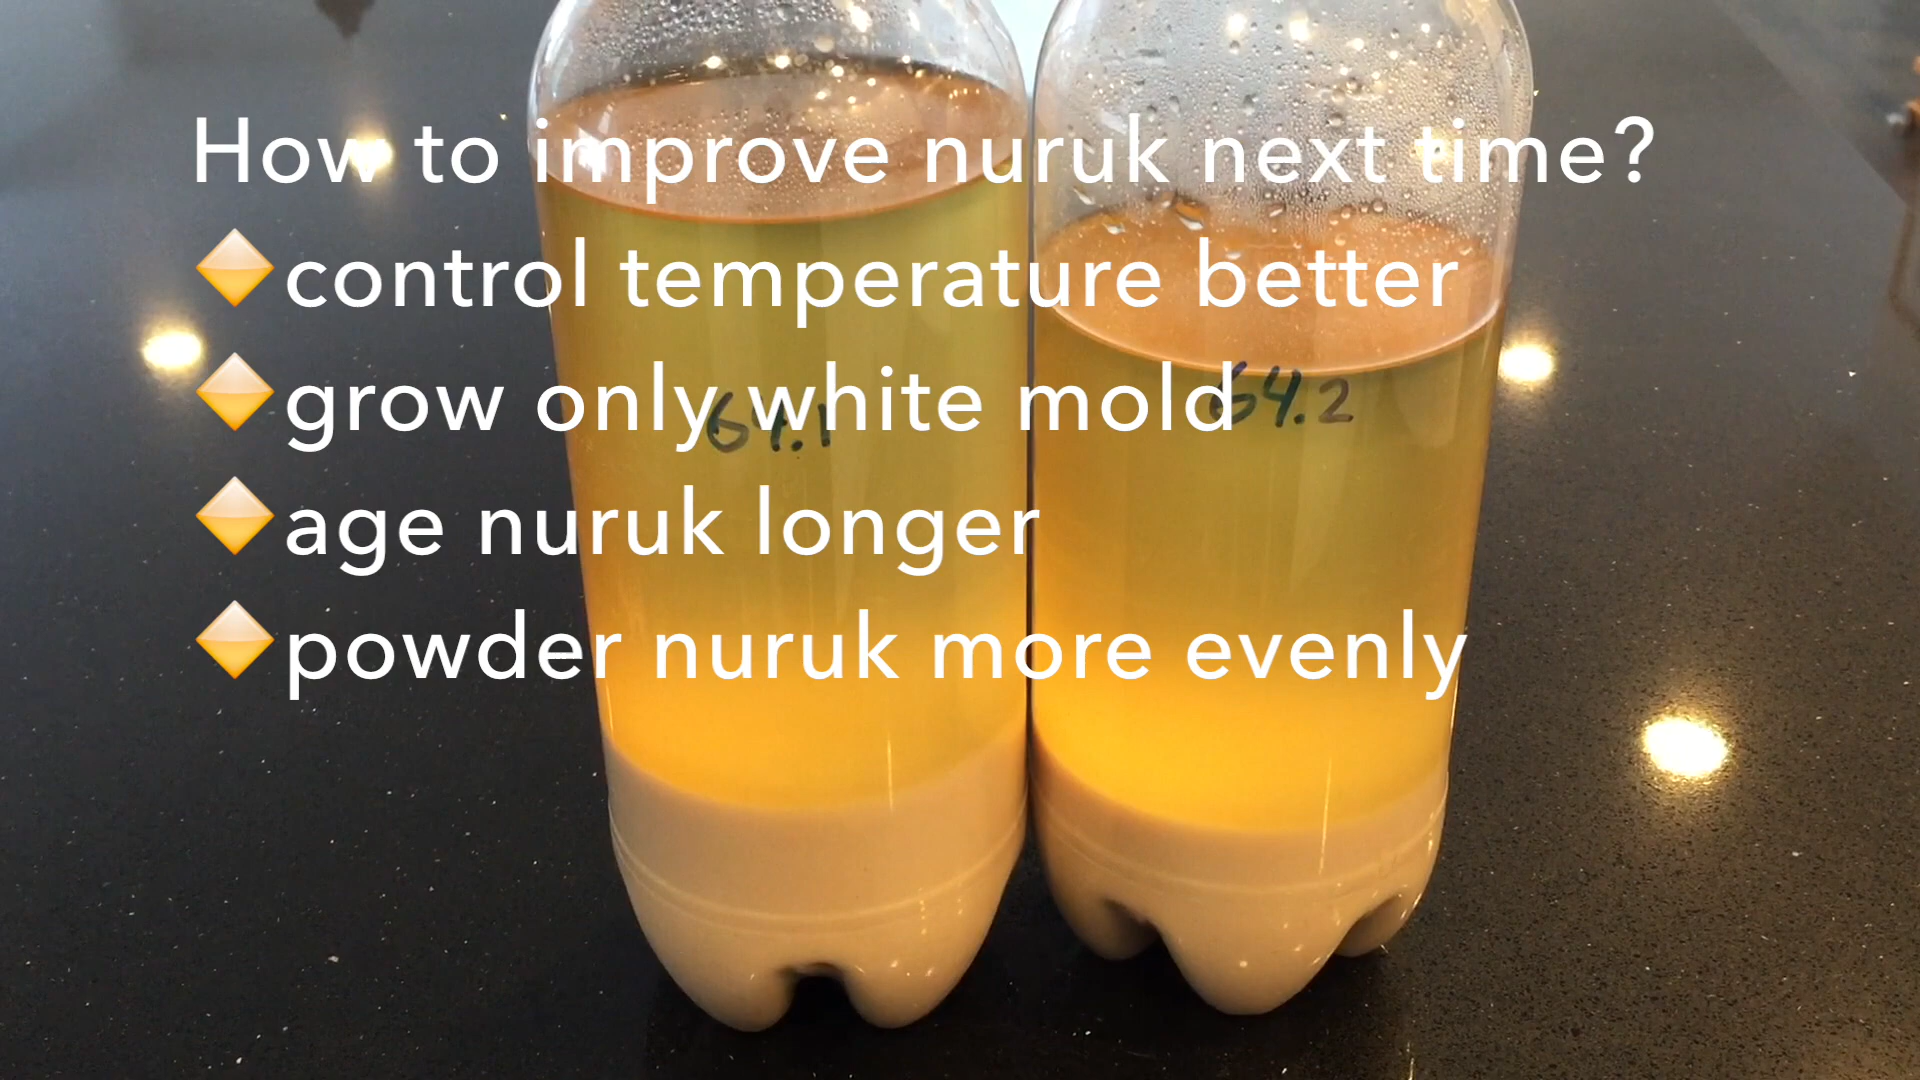 How to improve nuruk next time?
🔶control temperature better
🔶grow only white mold
🔶age nuruk longer
🔶powder nuruk more evenly
64.1
64.2